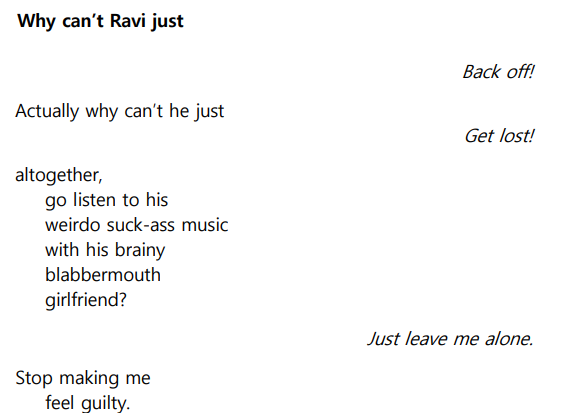 Why can't Ravi just
Back off!
Actually why can't he just
Get lost!
altogether,
go listen to his
weirdo suck-ass music
with his brainy
blabbermouth
girlfriend?
Just leave me alone.
Stop making me
feel guilty.